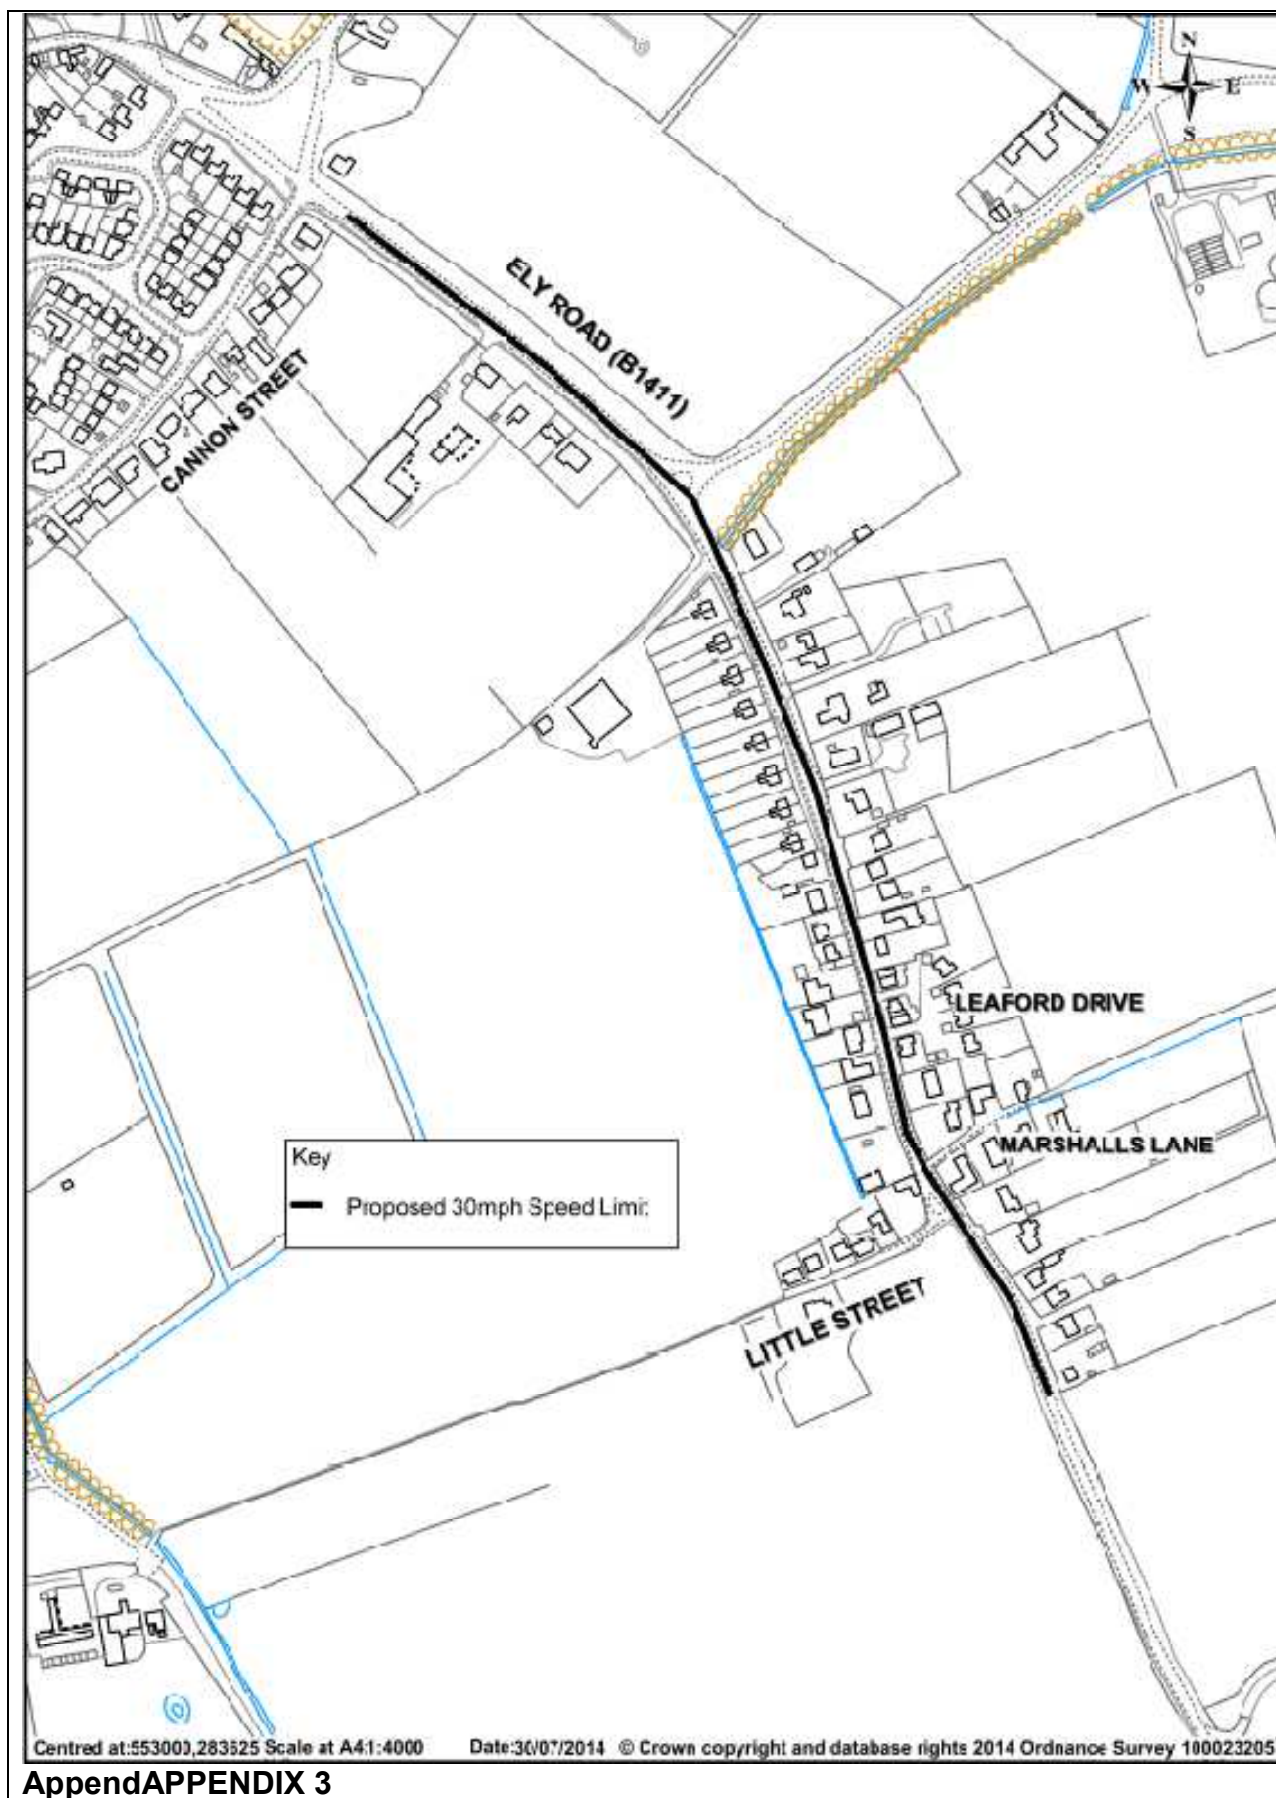 N
W E
S
ELY ROAD (B1411)
CANNON STREET
LEAFORD DRIVE
MARSHALLS LANE
Key
Proposed 30mph Speed Limit
LITTLE STREET
Centred at:553000,283525 Scale at A4 1:4000 Date:30/07/2014 © Crown copyright and database rights 2014 Ordnance Survey 100023205
AppendAPPENDIX 3